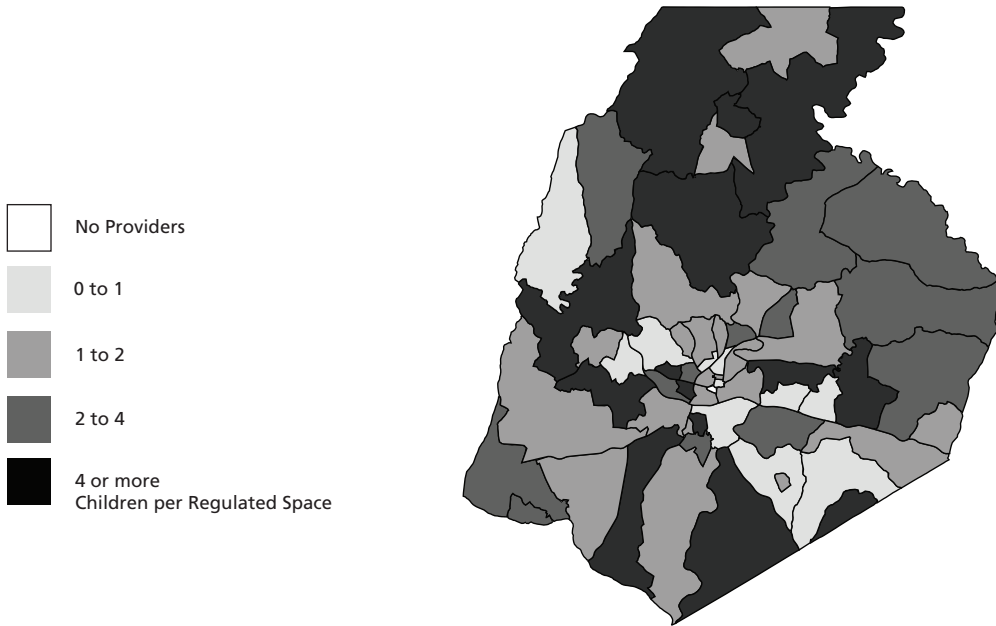 No Providers
0 to 1
1 to 2
2 to 4
4 or more
Children per Regulated Space